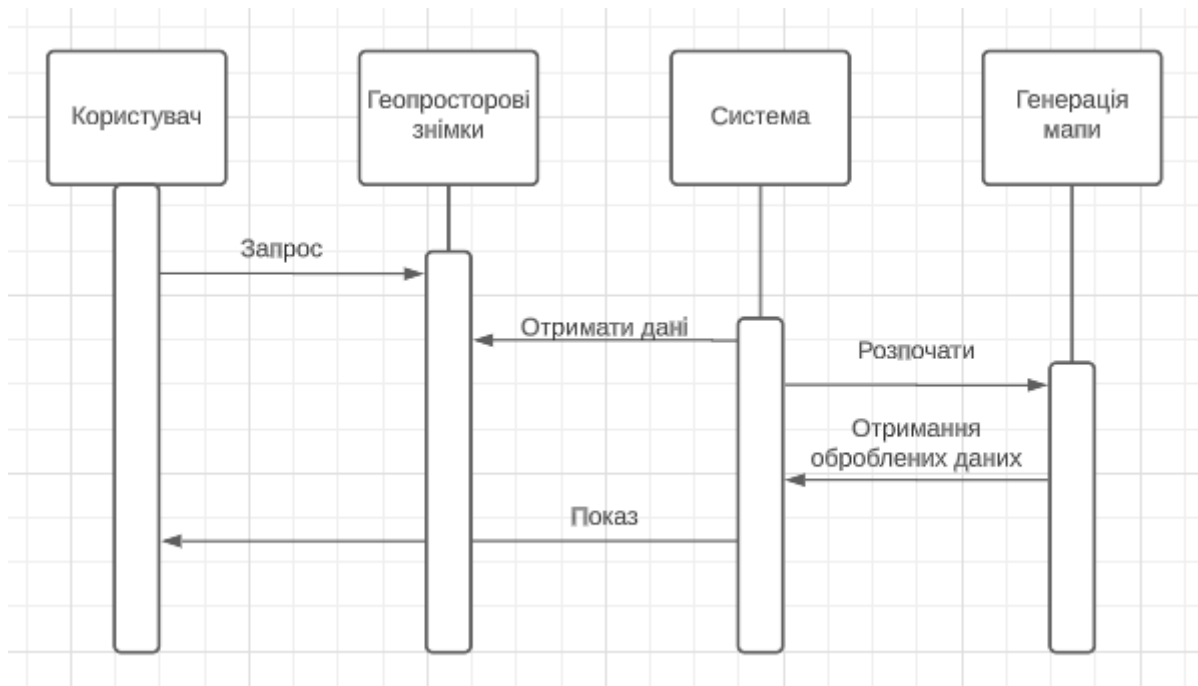 Користувач
Геопросторові
знімки
Система
Генерація
мапи
Запрос
Отримати дані
Розпочати
Отримання
оброблених даних
Показ